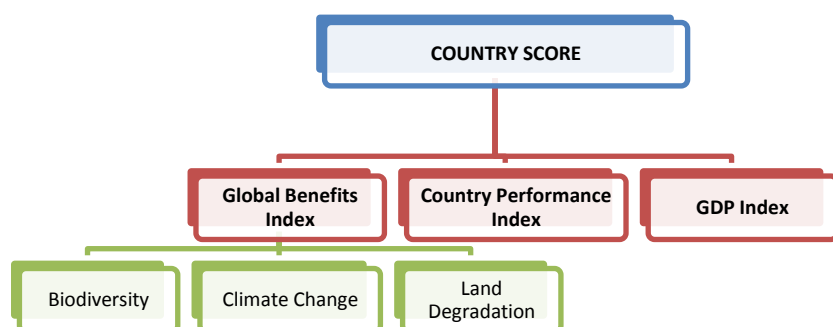 COUNTRY SCORE
Global Benefits
Index
Country Performance
Index
GDP Index
Biodiversity
Climate Change
Land
Degradation